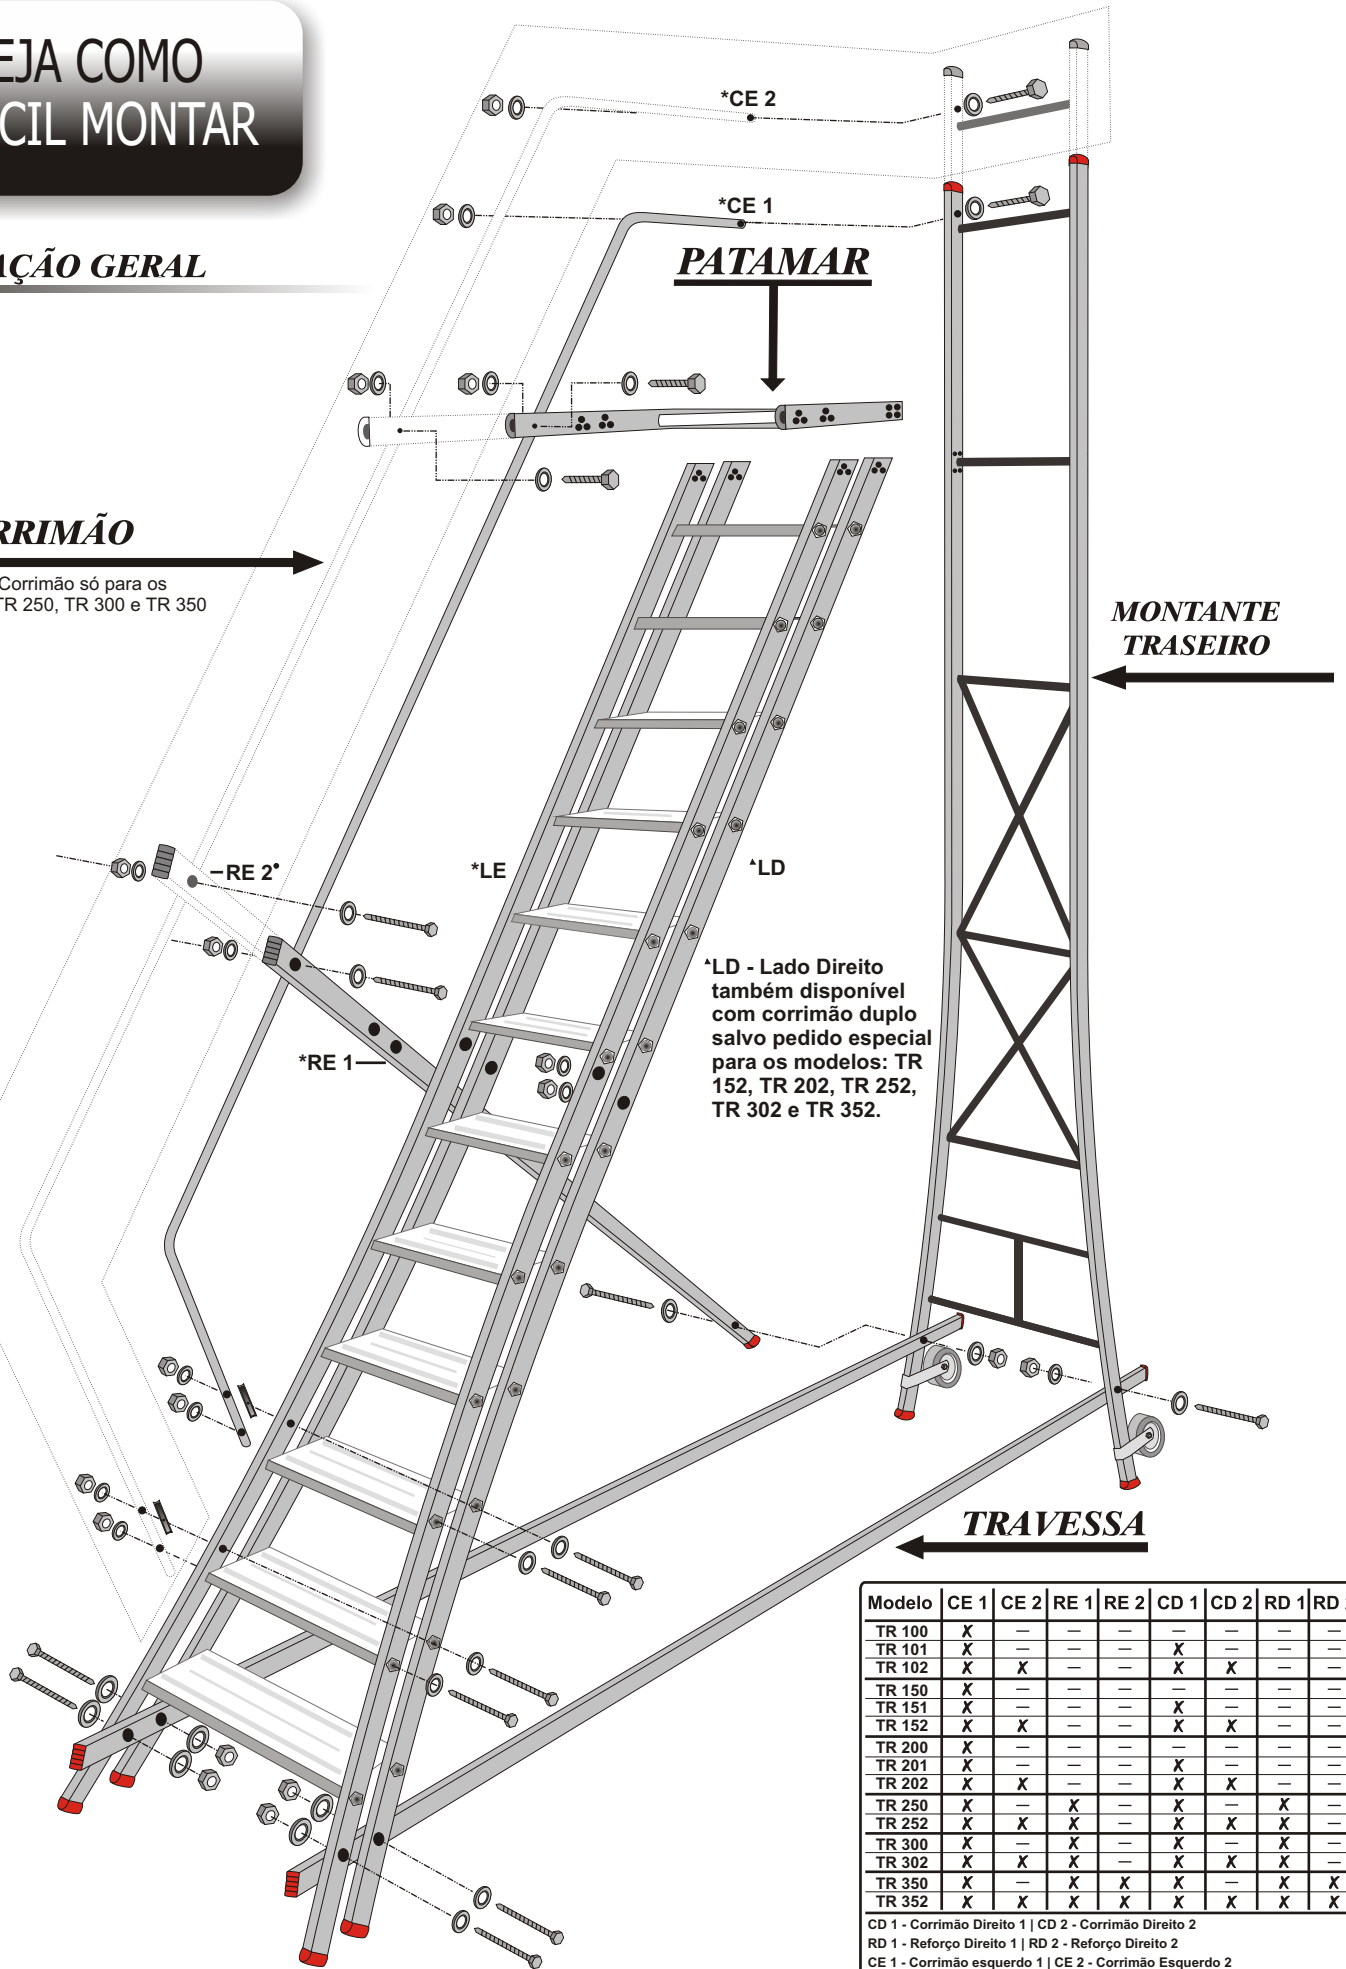 EJA COMO
CIL MONTAR
AÇÃO GERAL
*CE 2
*CE 1
PATAMAR
RRIMÃO
Corrimão só para os
TR 250, TR 300 e TR 350
MONTANTE
TRASEIRO
RE 2•
*LE
▲LD
*RE 1
▲LD - Lado Direito
também disponível
com corrimão duplo
salvo pedido especial
para os modelos: TR
152, TR 202, TR 252,
TR 302 e TR 352.
TRAVESSA
Modelo CE 1 CE 2 RE 1 RE 2 CD 1 CD 2 RD 1 RD
TR 100 X – – – – – – –
TR 101 X – – – X – – –
TR 102 X X – – X X – –
TR 150 X – – – – – – –
TR 151 X – – – X – – –
TR 152 X X – – X X – –
TR 200 X – – – – – – –
TR 201 X – – – X – – –
TR 202 X X – – X X – –
TR 250 X – X – X – X –
TR 252 X X X – X X X –
TR 300 X – X – X – X –
TR 302 X X X – X X X –
TR 350 X – X X X – X X
TR 352 X X X X X X X X
CD 1 - Corrimão Direito 1 | CD 2 - Corrimão Direito 2
RD 1 - Reforço Direito 1 | RD 2 - Reforço Direito 2
CE 1 - Corrimão esquerdo 1 | CE 2 - Corrimão Esquerdo 2